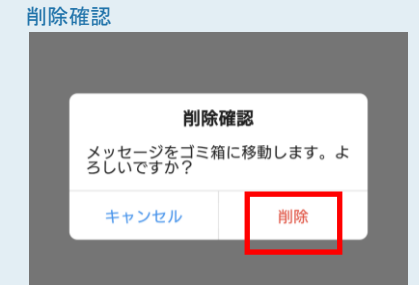 削除確認
削除確認
メッセージをゴミ箱に移動します。よ
ろしいですか？
キャンセル
削除